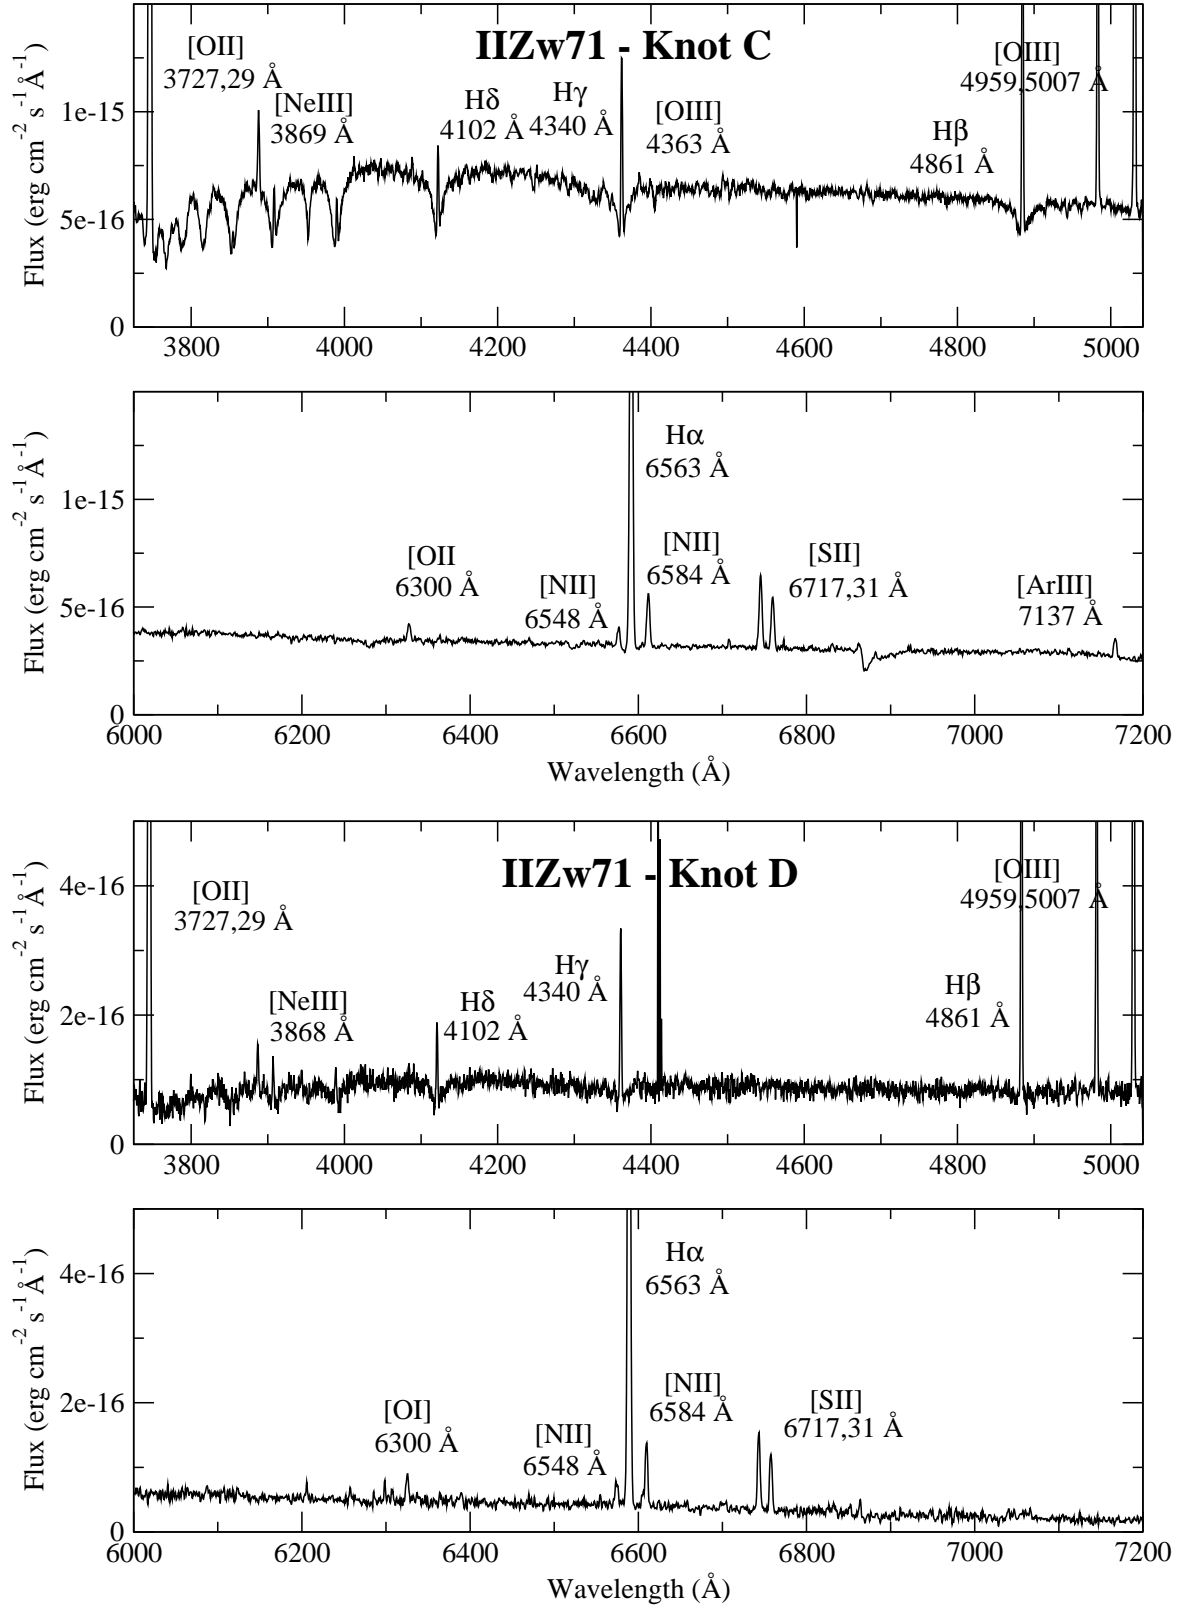 IIZw71 - Knot C
Flux (erg cm-2 s-1Å-1)
1e-15
5e-16
0
[OII]
3727,29 Å
[NeIII]
3869 Å
Hδ
4102 Å
Hγ
4340 Å
[OIII]
4363 Å
Hβ
4861 Å
[OIII]
4959,5007 Å
3800 4000 4200 4400 4600 4800 5000
Flux (erg cm-2 s-1Å-1)
1e-15
5e-16
0
[OII
6300 Å
[NII]
6548 Å
Hα
6563 Å
[NII]
6584 Å
[SII]
6717,31 Å
[ArIII]
7137 Å
6000 6200 6400 6600 6800 7000 7200
Wavelength (Å)
IIZw71 - Knot D
Flux (erg cm-2 s-1Å-1)
4e-16
2e-16
0
[OII]
3727,29 Å
[NeIII]
3868 Å
Hδ
4102 Å
Hγ
4340 Å
Hβ
4861 Å
[OIII]
4959,5007 Å
3800 4000 4200 4400 4600 4800 5000
Flux (erg cm-2 s-1Å-1)
4e-16
2e-16
0
[OI]
6300 Å
[NII]
6548 Å
Hα
6563 Å
[NII]
6584 Å
[SII]
6717,31 Å
6000 6200 6400 6600 6800 7000 7200
Wavelength (Å)